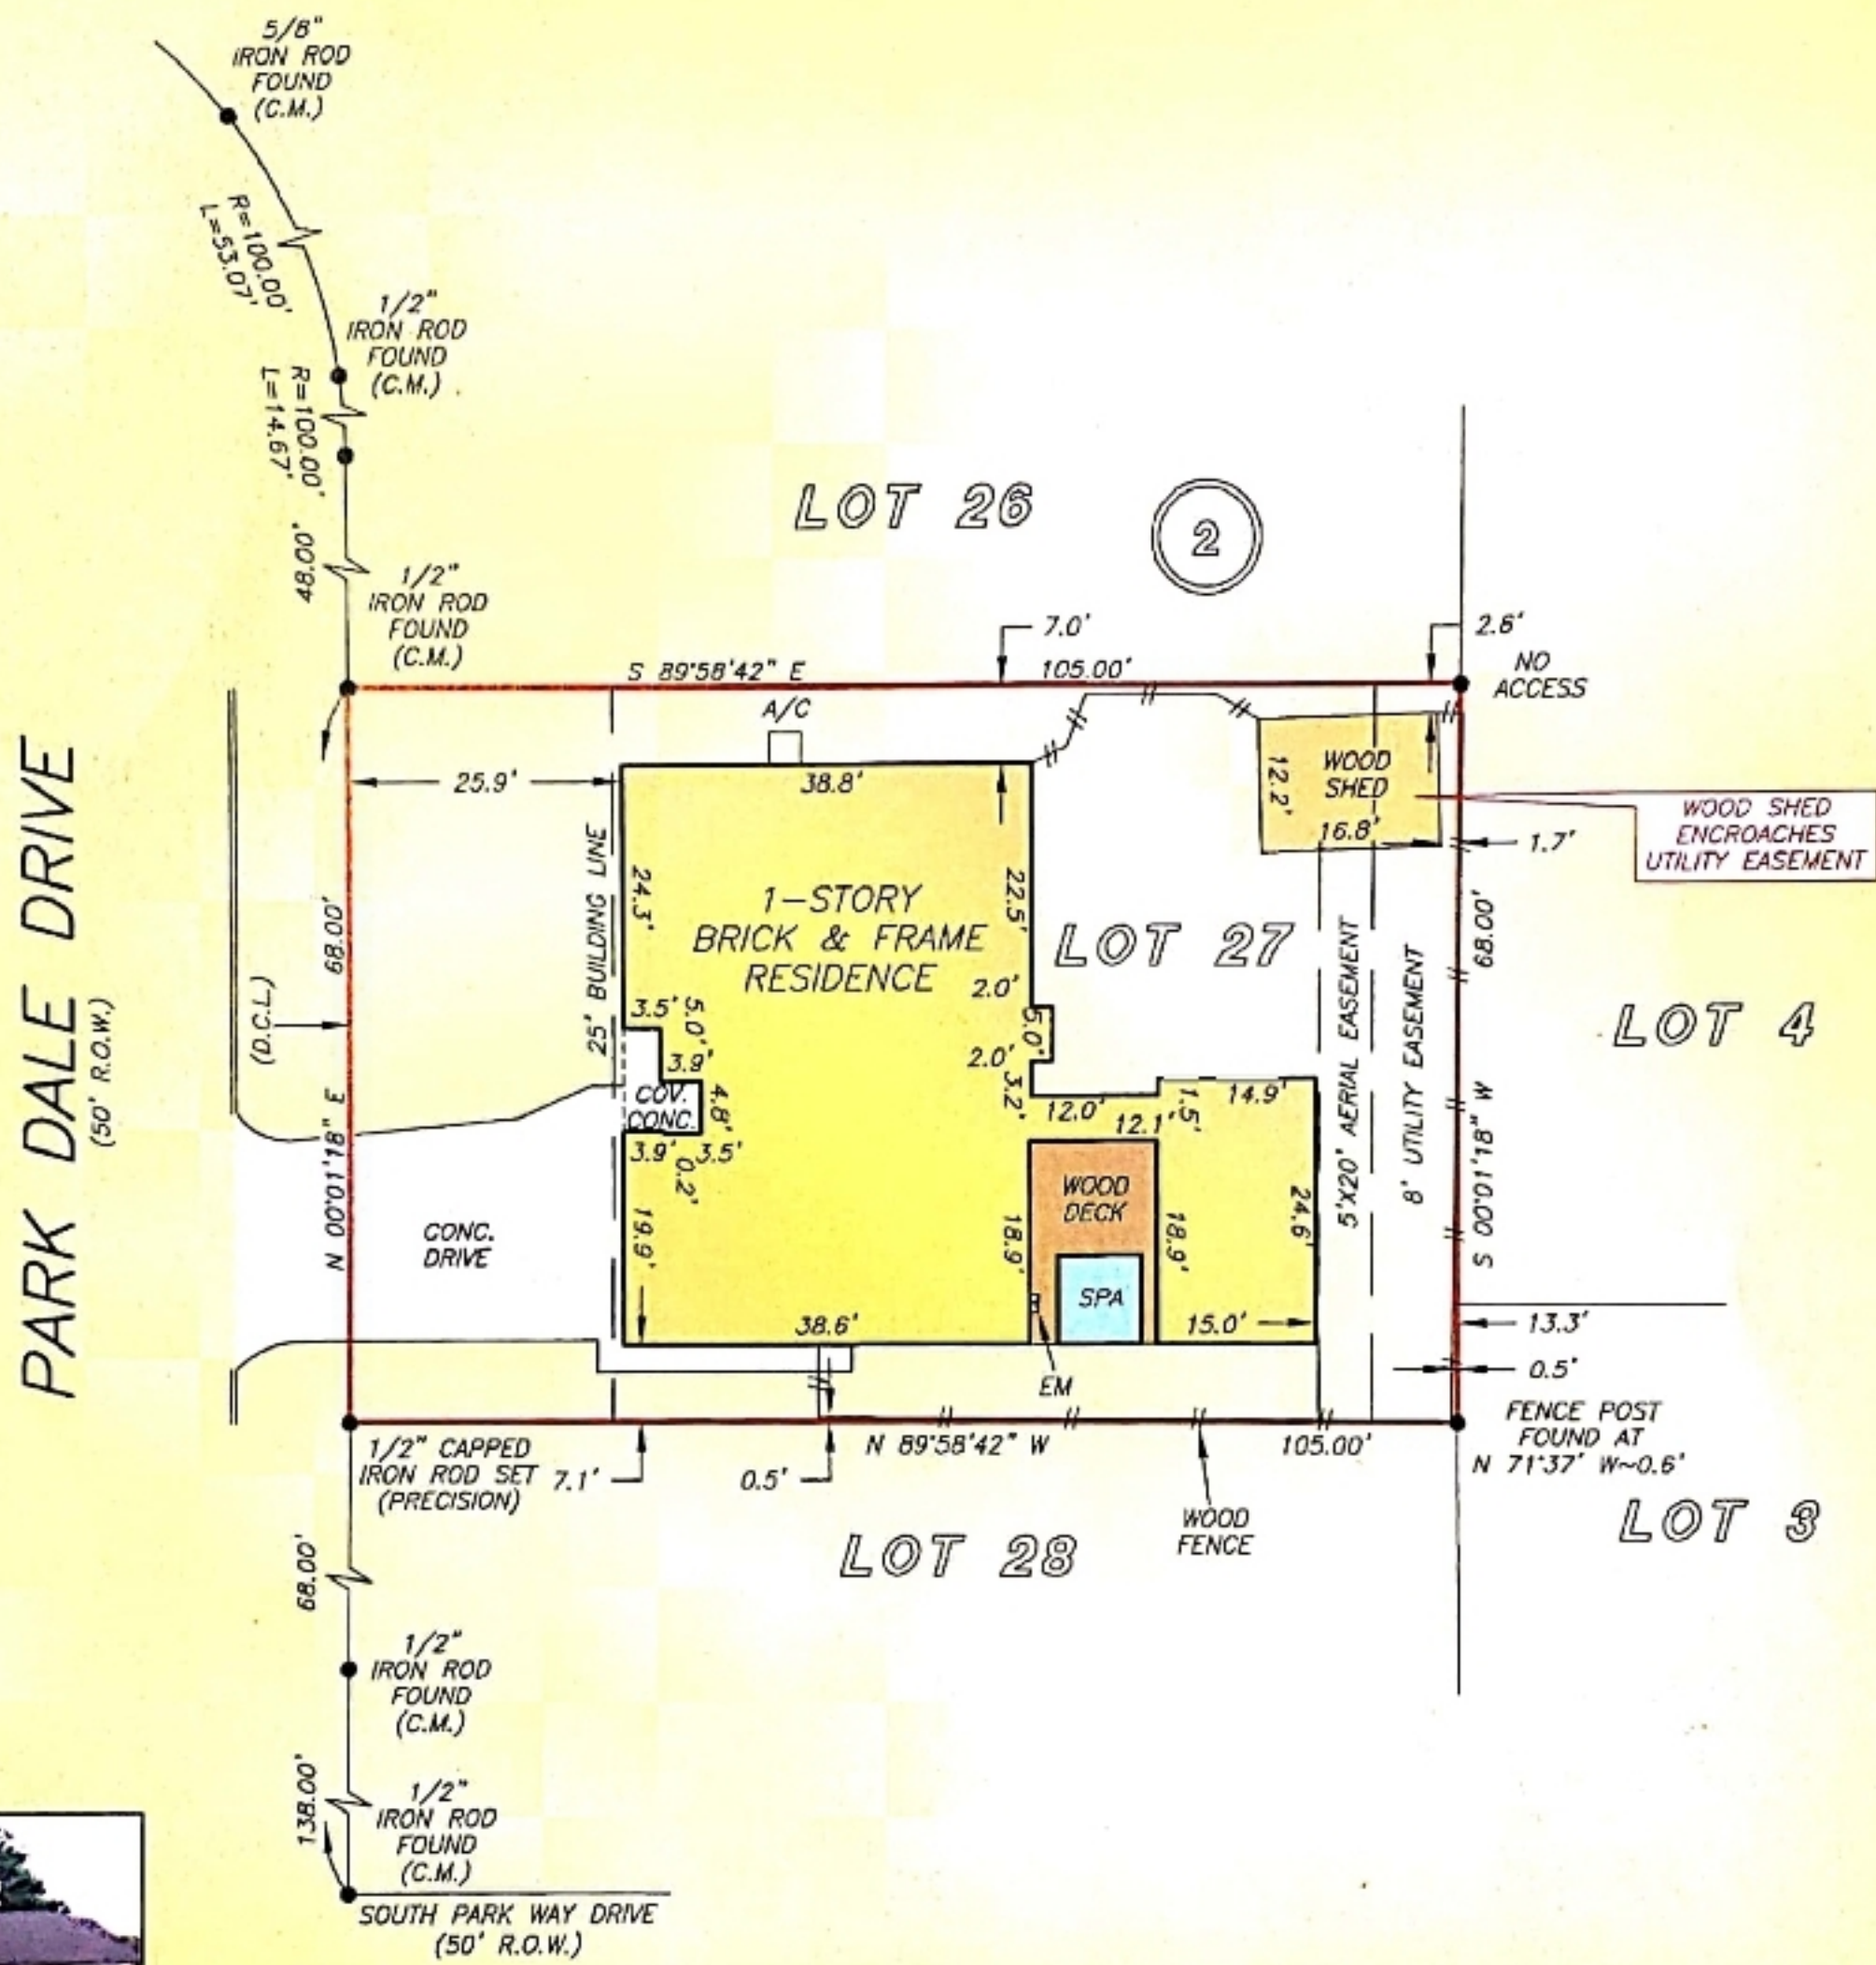 5/8"
IRON ROD
FOUND
(C.M.)
R=100.00'
L=53.07'
1/2"
IRON ROD
FOUND
(C.M.)
R=100.00'
L=14.67'
48.00'
1/2"
IRON ROD
FOUND
(C.M.)
LOT 26
2
7.0'
2.6'
NO
ACCESS
S 89°58'42" E
105.00'
A/C
25.9'
38.8'
WOOD
SHED
12.2'
16.8'
1.7'
WOOD SHED
ENCROACHES
UTILITY EASEMENT
PARK DALE DRIVE
(50' R.O.W.)
(D.C.L.)
68.00'
N 00°01'18" E
25' BUILDING LINE
24.3'
1-STORY
BRICK & FRAME
RESIDENCE
22.5'
LOT 27
5'X20' AERIAL EASEMENT
8' UTILITY EASEMENT
68.00'
S 00°01'18" W
LOT 4
2.0'
5.0'
2.0'
3.2'
3.5'
5.0'
3.9'
COV.
CONC.
4.8'
3.9'
0.2'
3.5'
12.0'
12.1'
1.5'
14.9'
CONC.
DRIVE
19.9'
18.9'
WOOD
DECK
18.9'
24.6'
SPA
38.6'
15.0'
13.3'
0.5'
EM
FENCE POST
FOUND AT
N 71°37' W~0.6'
1/2" CAPPED
IRON ROD SET
(PRECISION)
7.1'
0.5'
N 89°58'42" W
105.00'
WOOD
FENCE
LOT 28
LOT 3
68.00'
1/2"
IRON ROD
FOUND
(C.M.)
138.00'
1/2"
IRON ROD
FOUND
(C.M.)
SOUTH PARK WAY DRIVE
(50' R.O.W.)